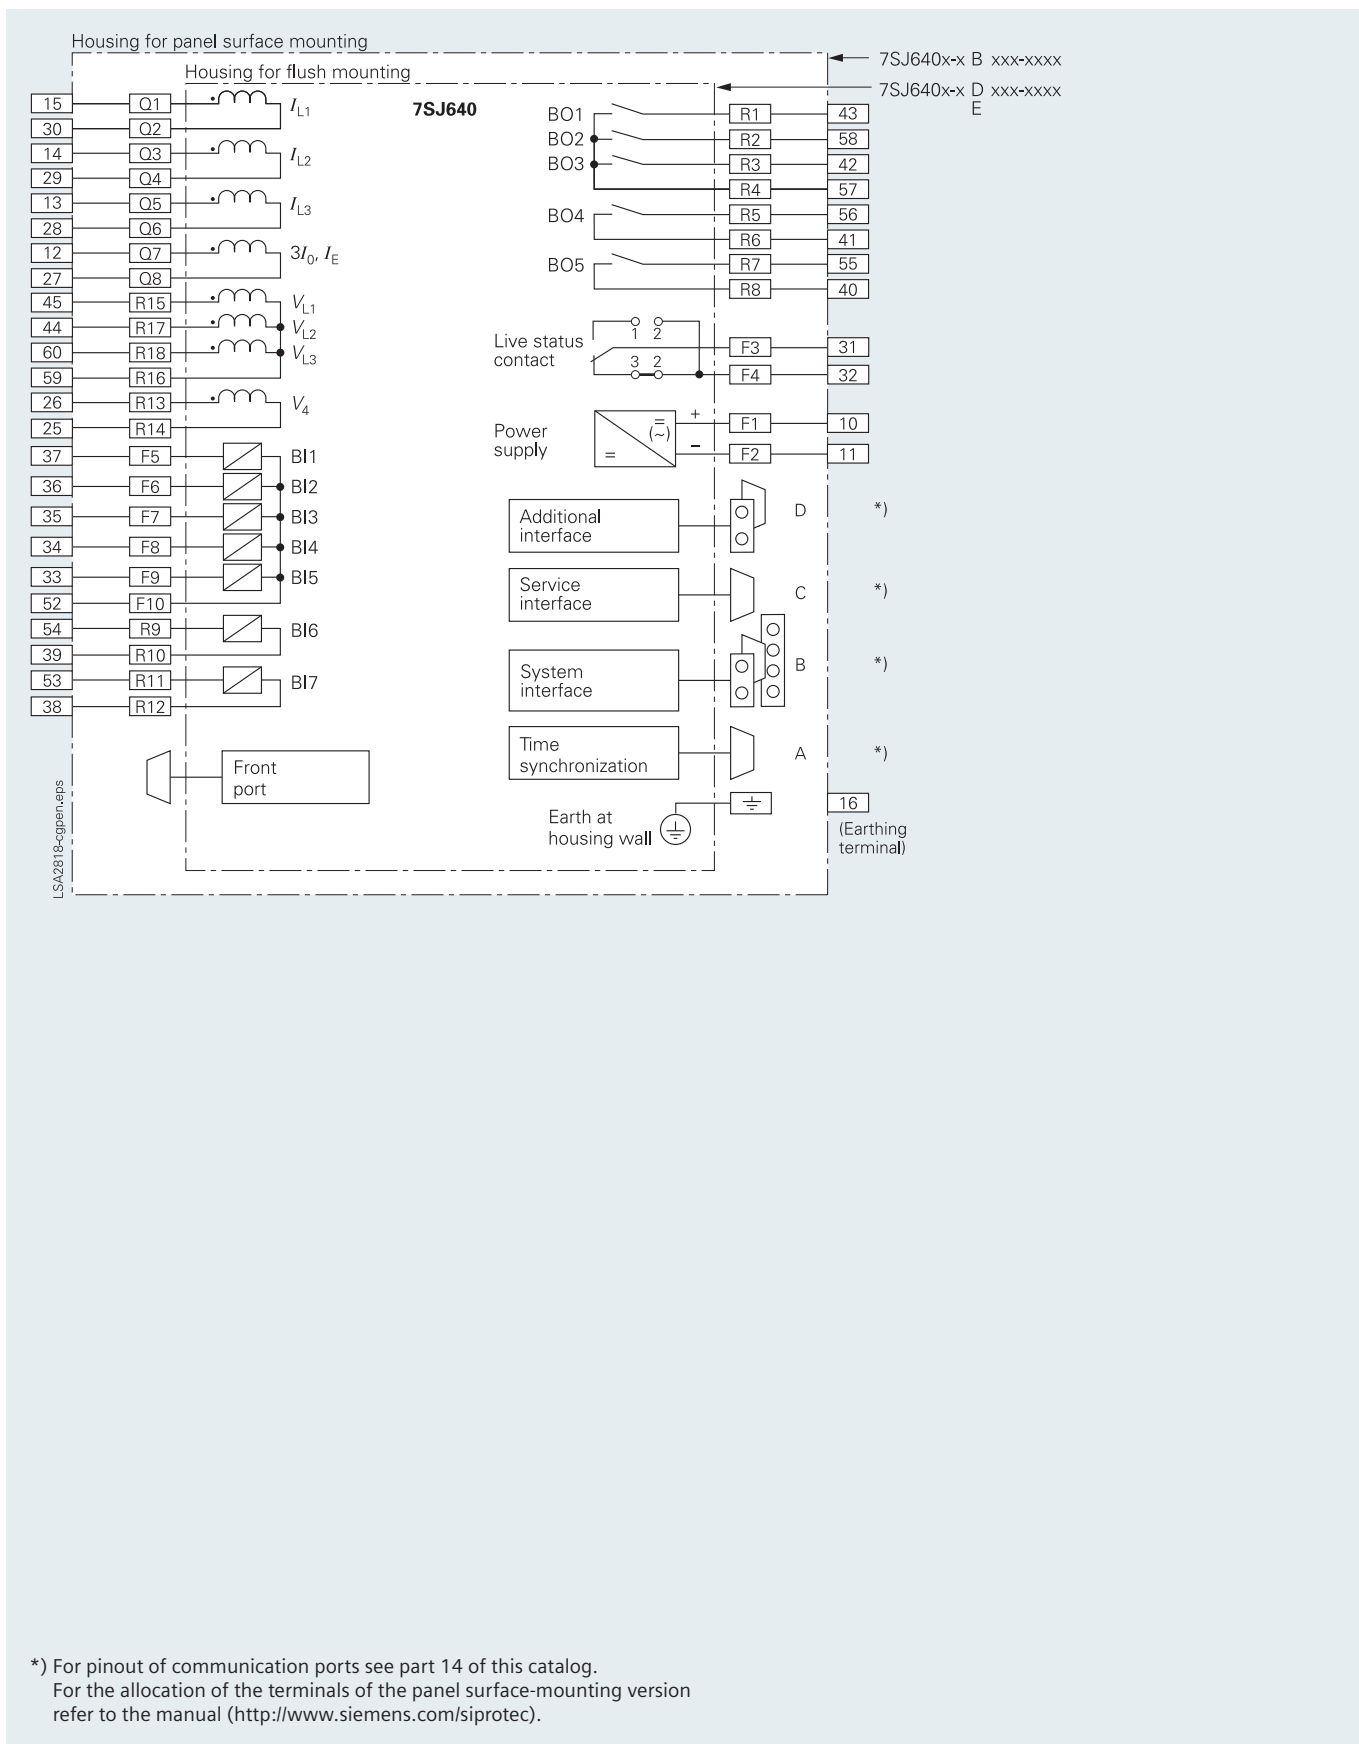 Housing for panel surface mounting
7SJ640x-x B xxx-xxxx
Housing for flush mounting
7SJ640x-x D xxx-xxxx
E
7SJ640
15 Q1 I L1
30 Q2
14 Q3 I L2
29 Q4
13 Q5 I L3
28 Q6
12 Q7 3I0, IE
27 Q8
45 R15 VL1
44 R17 VL2
60 R18 VL3
59 R16
26 R13 V4
25 R14
37 F5 BI1
36 F6 BI2
35 F7 BI3
34 F8 BI4
33 F9 BI5
52 F10
54 R9 BI6
39 R10
53 R11 BI7
38 R12
Front
port
BO1 R1 43
BO2 R2 58
BO3 R3 42
R4 57
BO4 R5 56
R6 41
BO5 R7 55
R8 40
1 2
Live status
contact
3 2
F3 31
F4 32
Power
supply
= (~) =
+ F1 10
– F2 11
Additional
interface
D *)
Service
interface
C *)
System
interface
B *)
Time
synchronization
A *)
Earth at
housing wall
16
(Earthing
terminal)
LSA2818-cgpen.eps
*) For pinout of communication ports see part 14 of this catalog.
For the allocation of the terminals of the panel surface-mounting version
refer to the manual (http://www.siemens.com/siprotec).